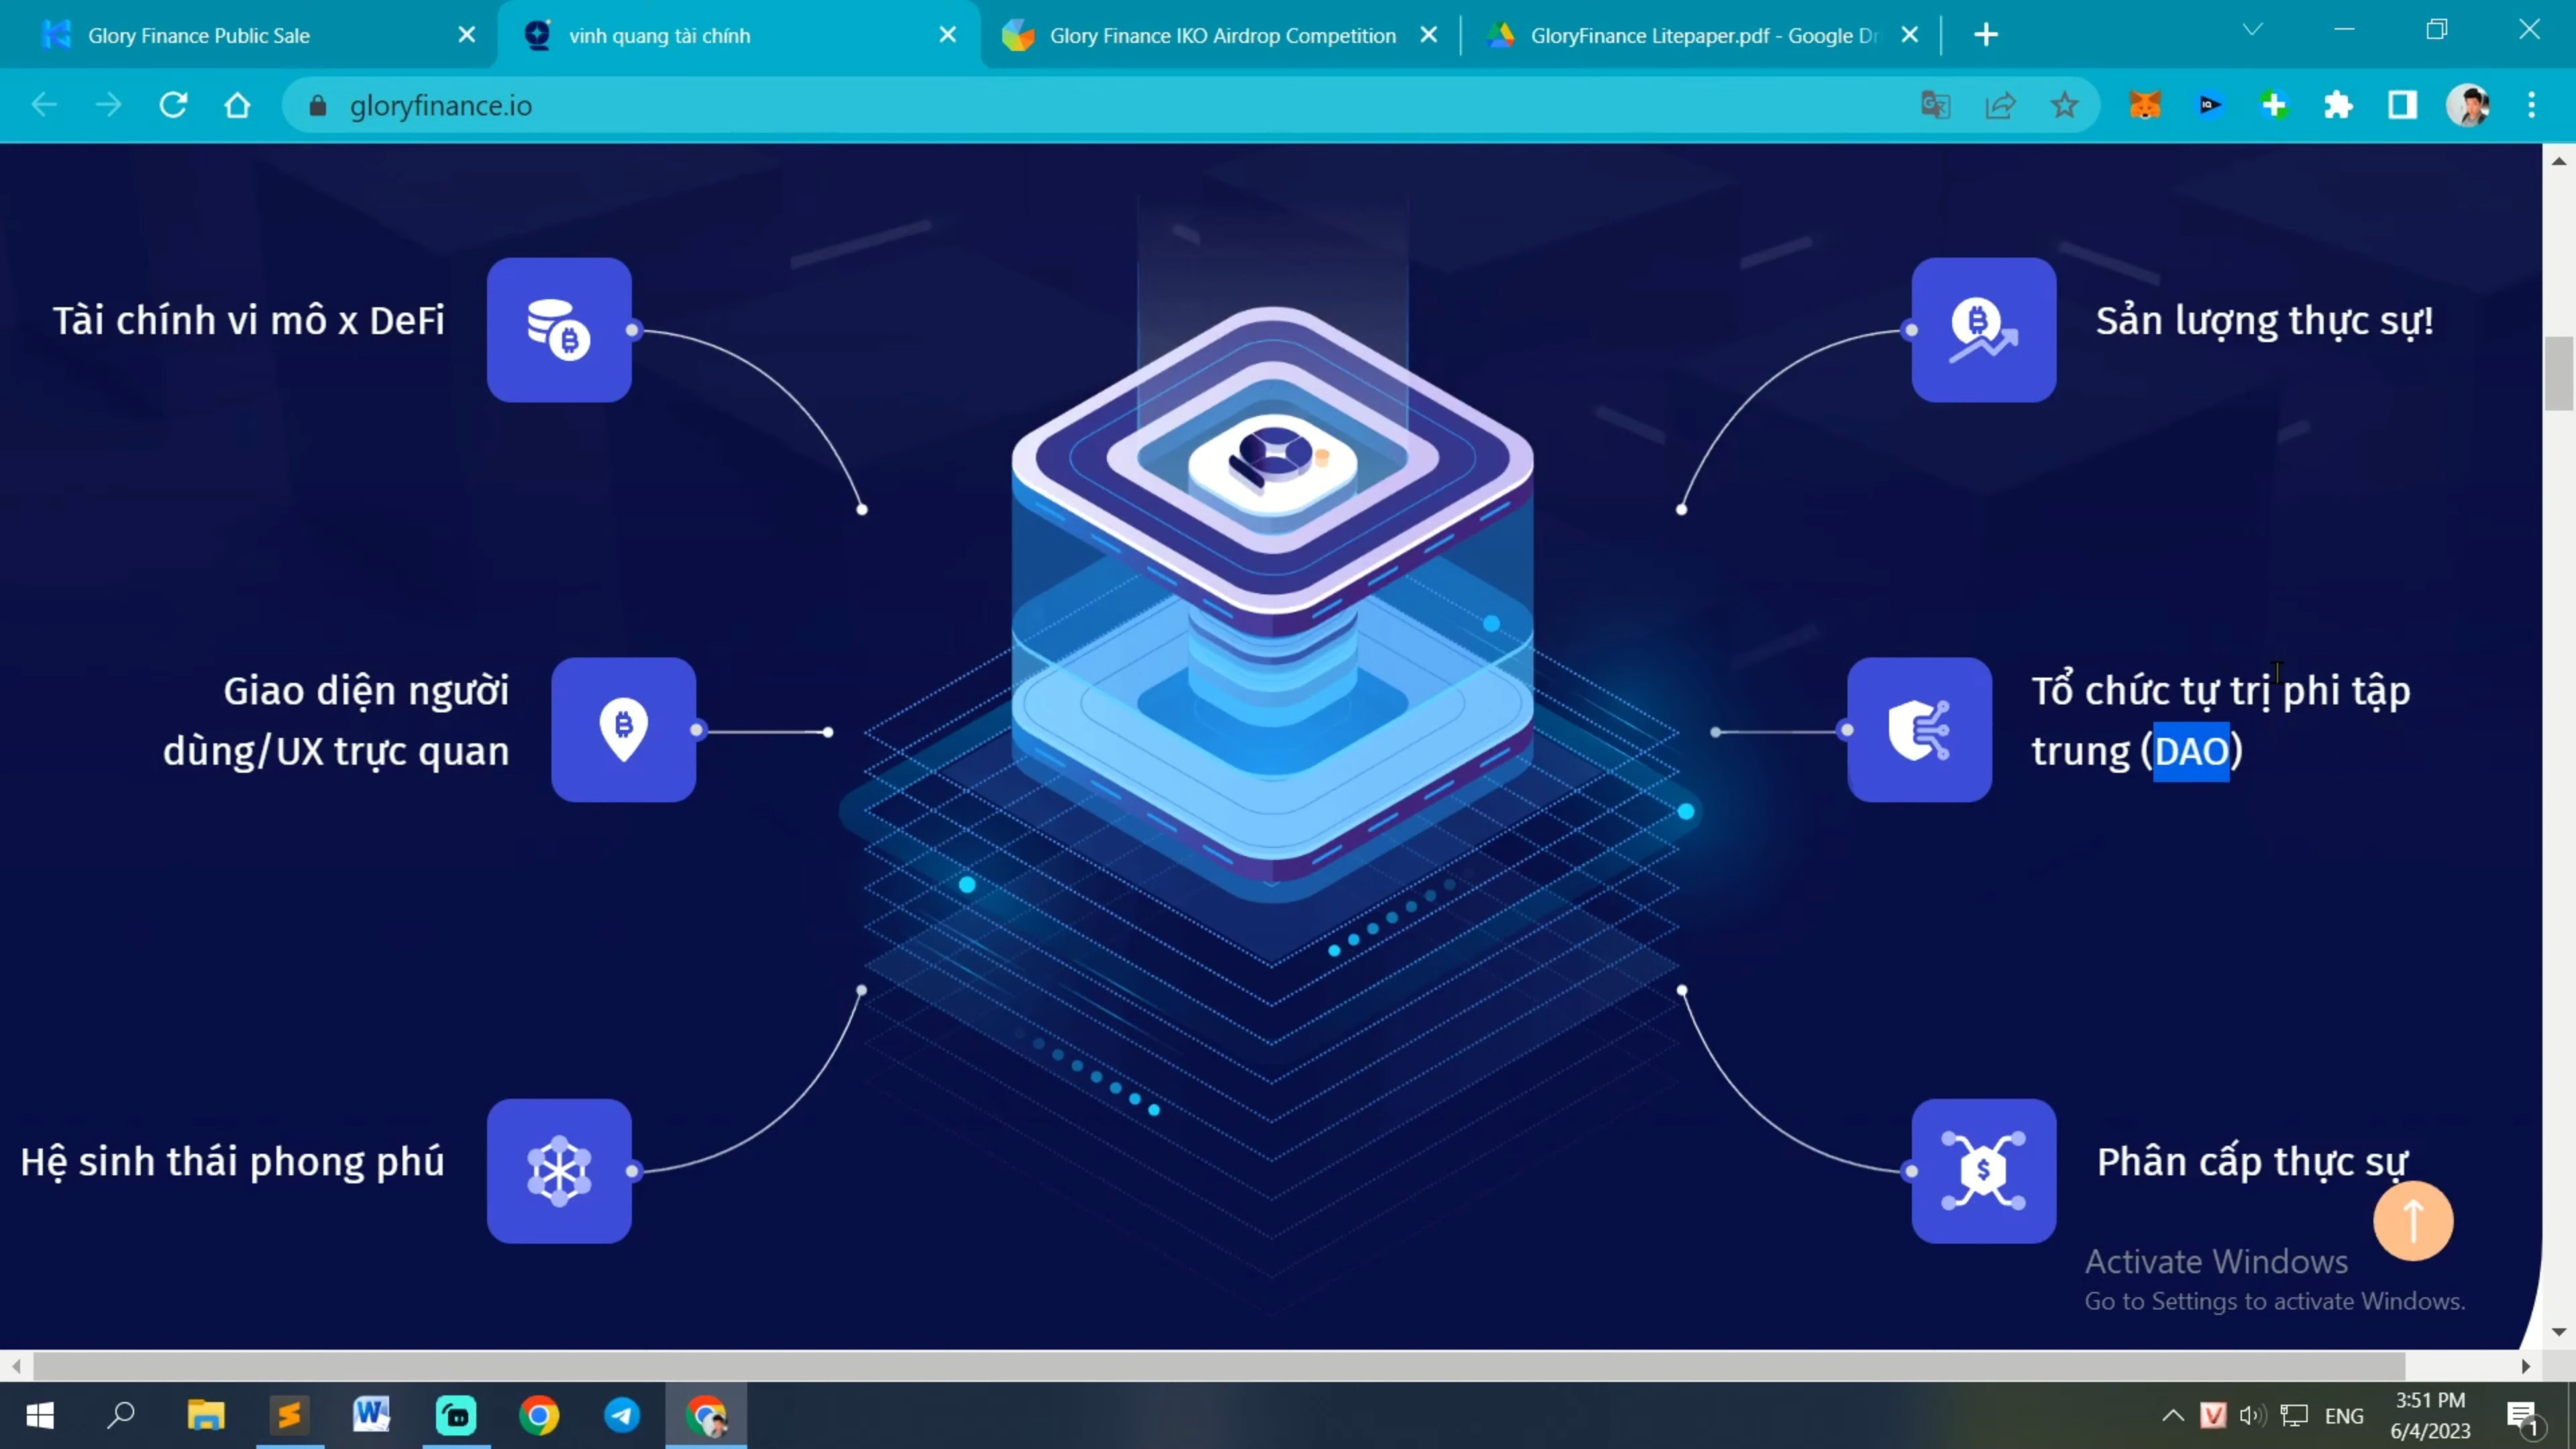 Glory Finance Public Sale
vinh quang tài chính
Glory Finance IKO Airdrop Competition
GloryFinance Litepaper.pdf - Google Dr
gloryfinance.io
Tài chính vi mô x DeFi
Sản lượng thực sự!
Giao diện người
dùng/UX trực quan
Tổ chức tự trị phi tập
trung (DAO)
Hệ sinh thái phong phú
Phân cấp thực sự
Activate Windows
Go to Settings to activate Windows.
ENG
3:51 PM
6/4/2023
1